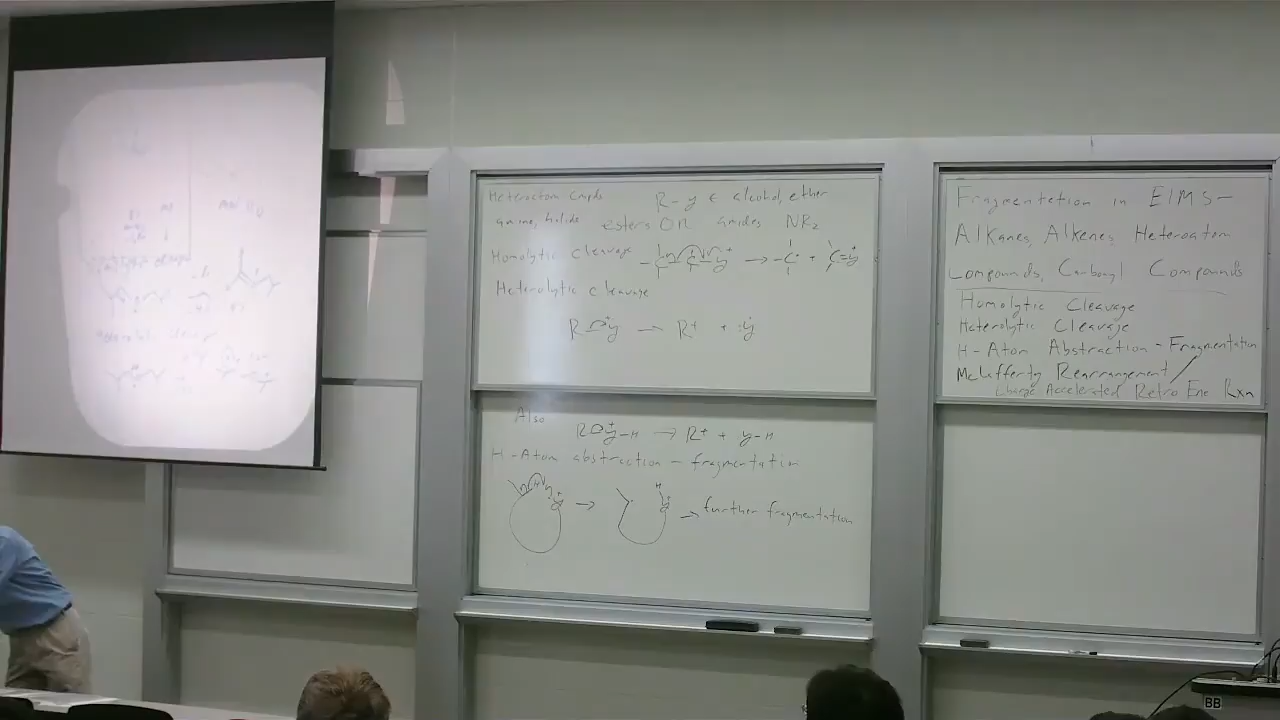 Heteroatom Cmpds R-y ∈ alcohol, ether
amine, halide esters OR amides NR₂
Homolytic cleavage -C-C-y⁺ → -C· + C=y⁺
Heterolytic cleavage
R-y⁺ → R⁺ + :y
Also
R-y⁺-H → R⁺ + y-H
H-Atom abstraction - fragmentation
→ → further fragmentation
Fragmentation in EIMS-
Alkanes, Alkenes, Heteroatom
Compounds, Carbonyl Compounds
Homolytic Cleavage
Heterolytic Cleavage
H-Atom Abstraction - Fragmentation
McLafferty Rearrangement /
Charge Accelerated Retro Ene Rxn
BB